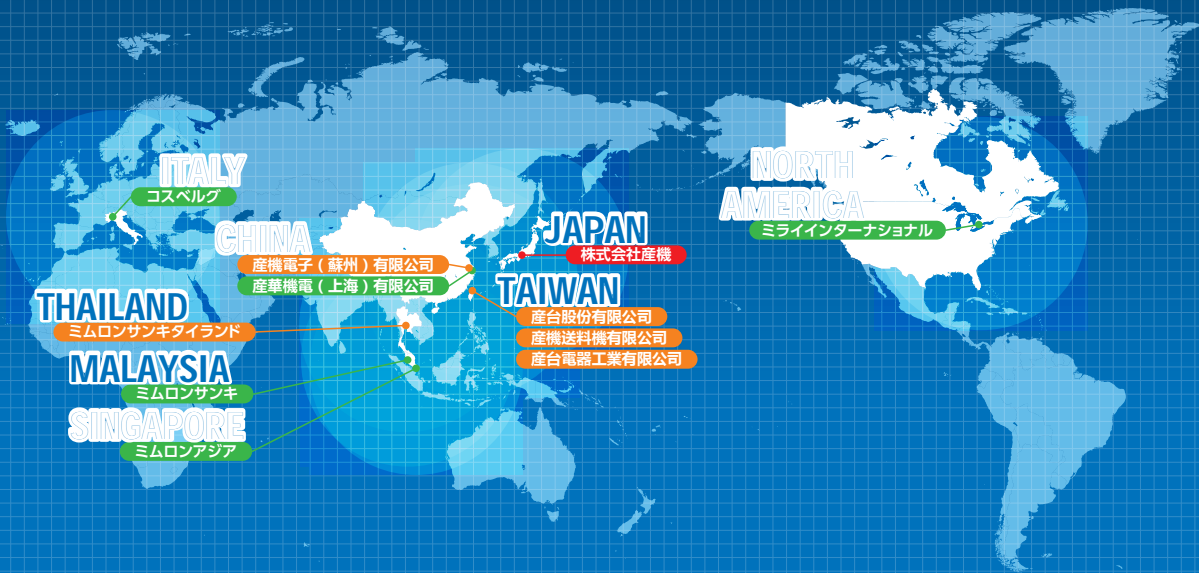 ITALY
コスベルグ
CHINA
産機電子(蘇州)有限公司
産華機電(上海)有限公司
JAPAN
株式会社産機
TAIWAN
産台股份有限公司
産機送料機有限公司
産台電器工業有限公司
THAILAND
ミムロンサンキタイランド
MALAYSIA
ミムロンサンキ
SINGAPORE
ミムロンアジア
NORTH
AMERICA
ミライインターナショナル